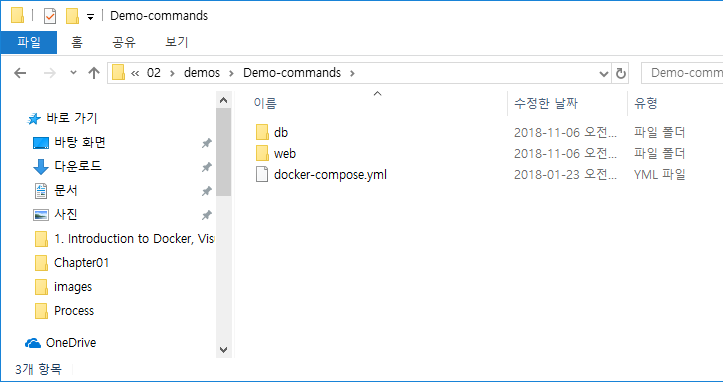 Demo-commands
파일 홈 공유 보기
« 02 demos Demo-commands Demo-comm
이름 수정한 날짜 유형
바로 가기
바탕 화면
다운로드
문서
사진
1. Introduction to Docker, Visu
Chapter01
images
Process
OneDrive
db 2018-11-06 오전... 파일 폴더
web 2018-11-06 오전... 파일 폴더
docker-compose.yml 2018-01-23 오전... YML 파일
3개 항목